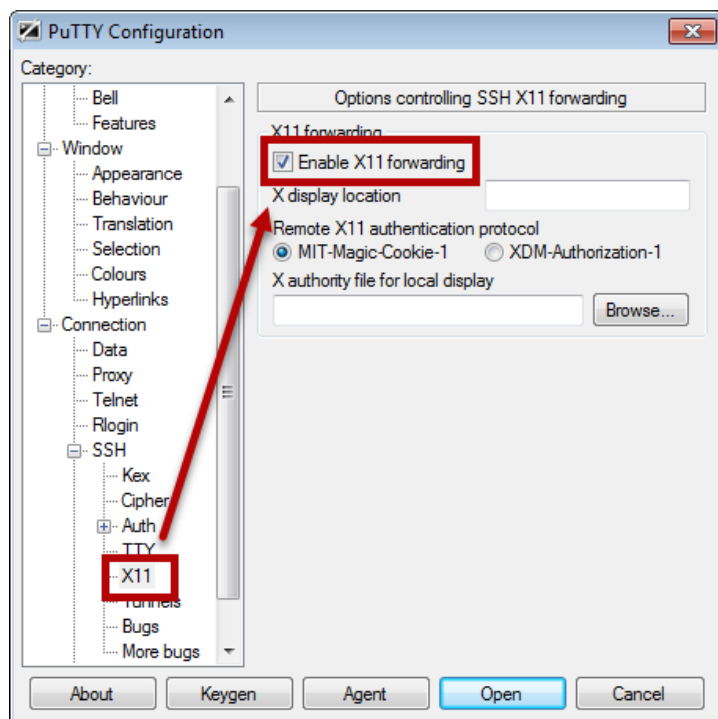 PuTTY Configuration
Category:
Bell
Features
Window
Appearance
Behaviour
Translation
Selection
Colours
Hyperlinks
Connection
Data
Proxy
Telnet
Rlogin
SSH
Kex
Cipher
Auth
TTY
X11
Tunnels
Bugs
More bugs
Options controlling SSH X11 forwarding
X11 forwarding
Enable X11 forwarding
X display location
Remote X11 authentication protocol
MIT-Magic-Cookie-1 XDM-Authorization-1
X authority file for local display
Browse...
About Keygen Agent Open Cancel